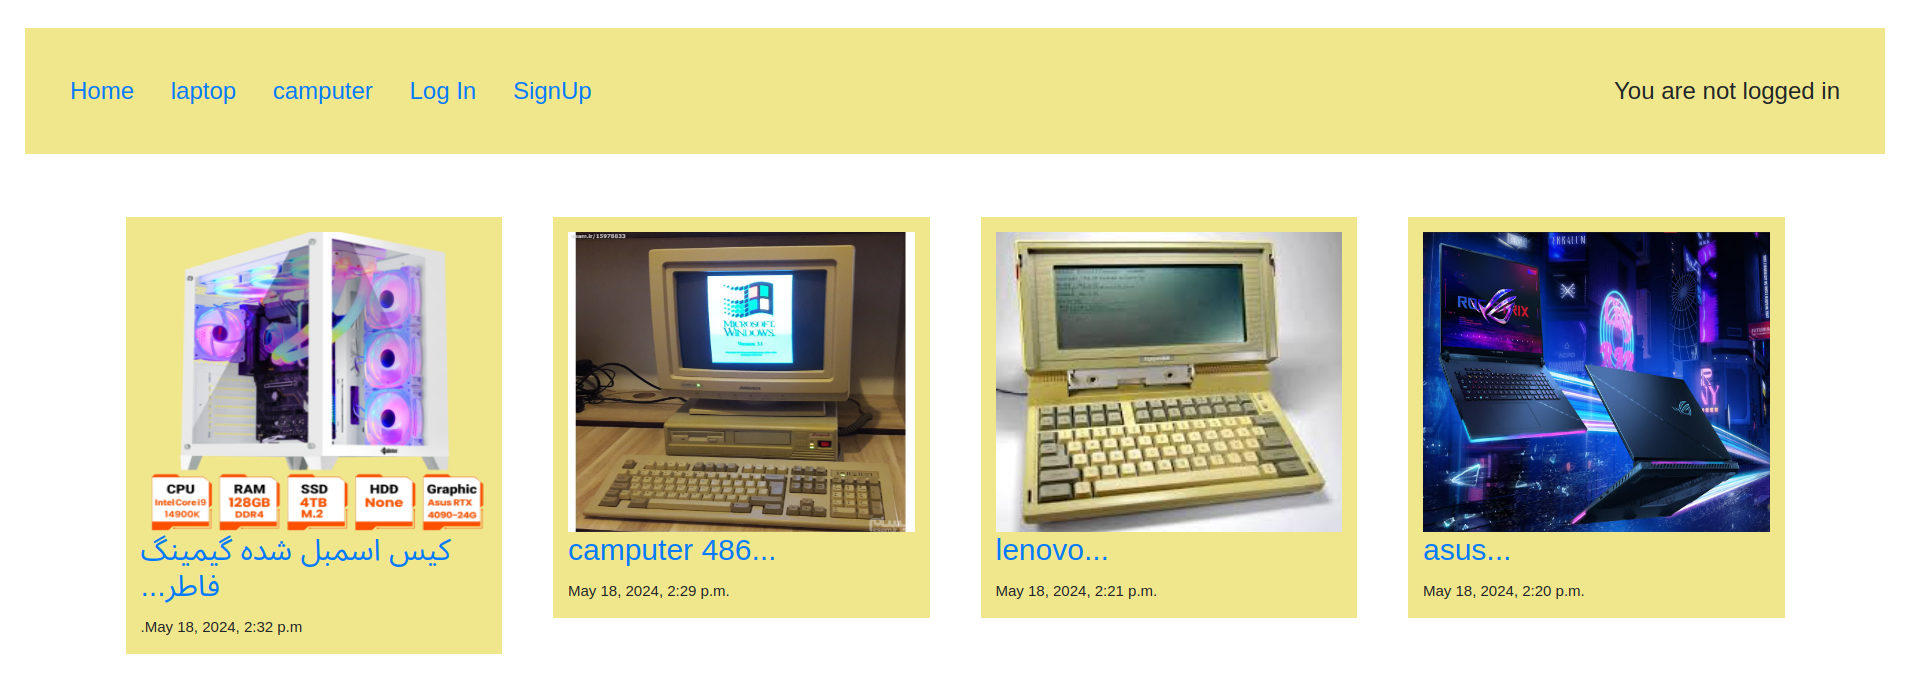 Home laptop camputer Log In SignUp You are not logged in
CPU
Intel Core i9
14900K
RAM
128GB
DDR4
SSD
4TB
M.2
HDD
None
Graphic
Asus RTX
4090-24G
کیس اسمبل شده گیمینگ
فاطر...
.May 18, 2024, 2:32 p.m
MICROSOFT.
WINDOWS.
Version 3.1
camputer 486...
May 18, 2024, 2:29 p.m.
lenovo...
May 18, 2024, 2:21 p.m.
asus...
May 18, 2024, 2:20 p.m.